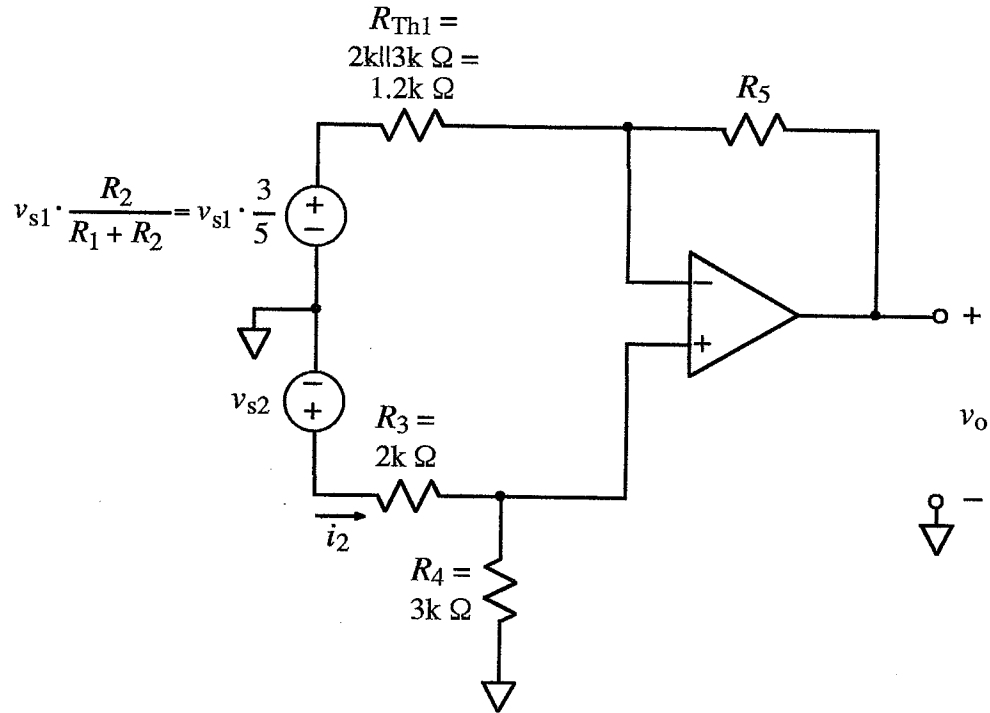 R_Th1 =
2k||3k Ω =
1.2k Ω
R_5
v_s1 · R_2 / (R_1 + R_2) = v_s1 · 3/5
+
−
−
+
+
v_s2
−
+
v_o
R_3 =
2k Ω
−
i_2
R_4 =
3k Ω